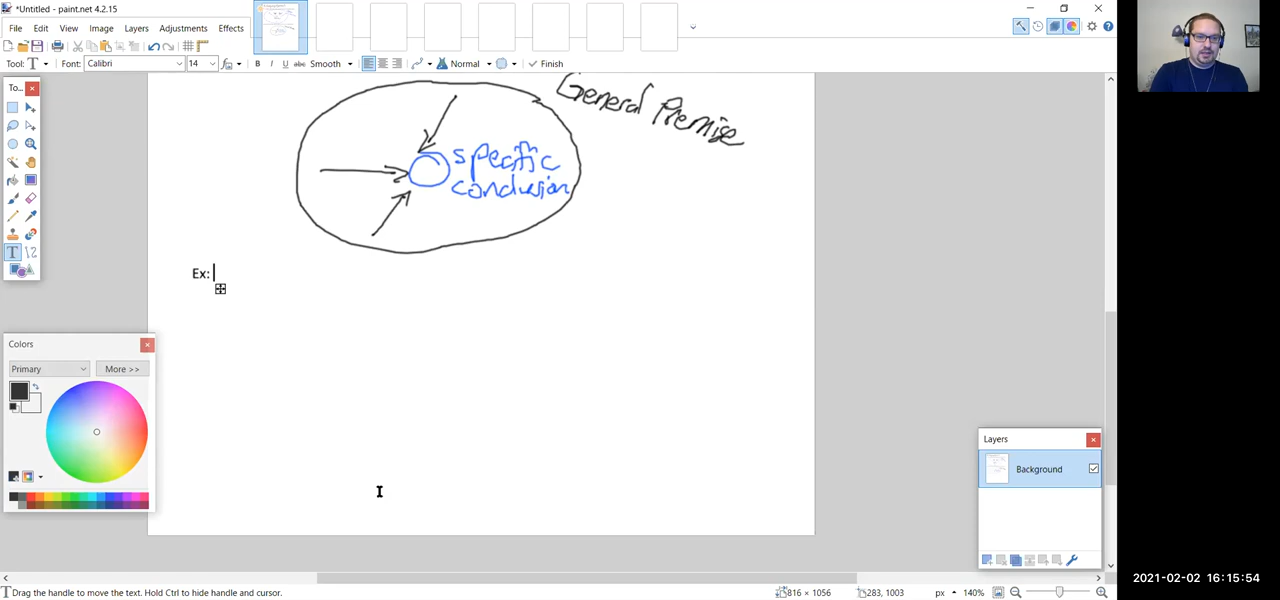 *Untitled - paint.net 4.2.15
File Edit View Image Layers Adjustments Effects
Tool: T Font: Calibri 14 B I U abc Smooth Normal Finish
To...
General Premise
specific
conclusion
Ex:
Colors
Primary More >>
Layers
Background
Drag the handle to move the text. Hold Ctrl to hide handle and cursor. 816 × 1056 283, 1003 px 140%
2021-02-02 16:15:54